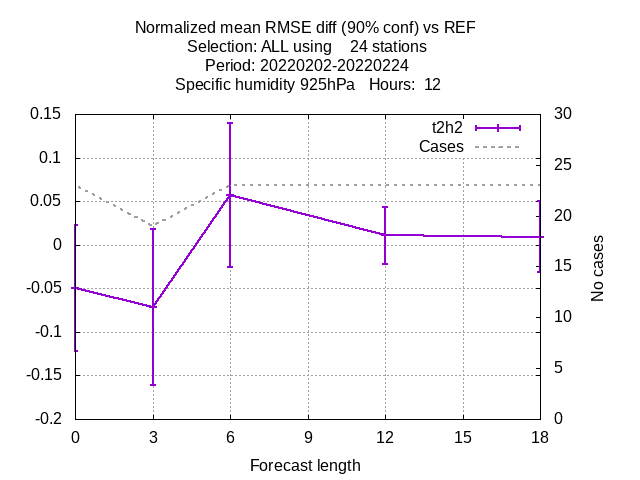 Normalized mean RMSE diff (90% conf) vs REF
Selection: ALL using    24 stations
Period: 20220202-20220224
Specific humidity 925hPa   Hours:  12
0.15
0.1
0.05
0
-0.05
-0.1
-0.15
-0.2
t2h2
Cases
30
25
20
15
10
5
0
No cases
0 3 6 9 12 15 18
Forecast length